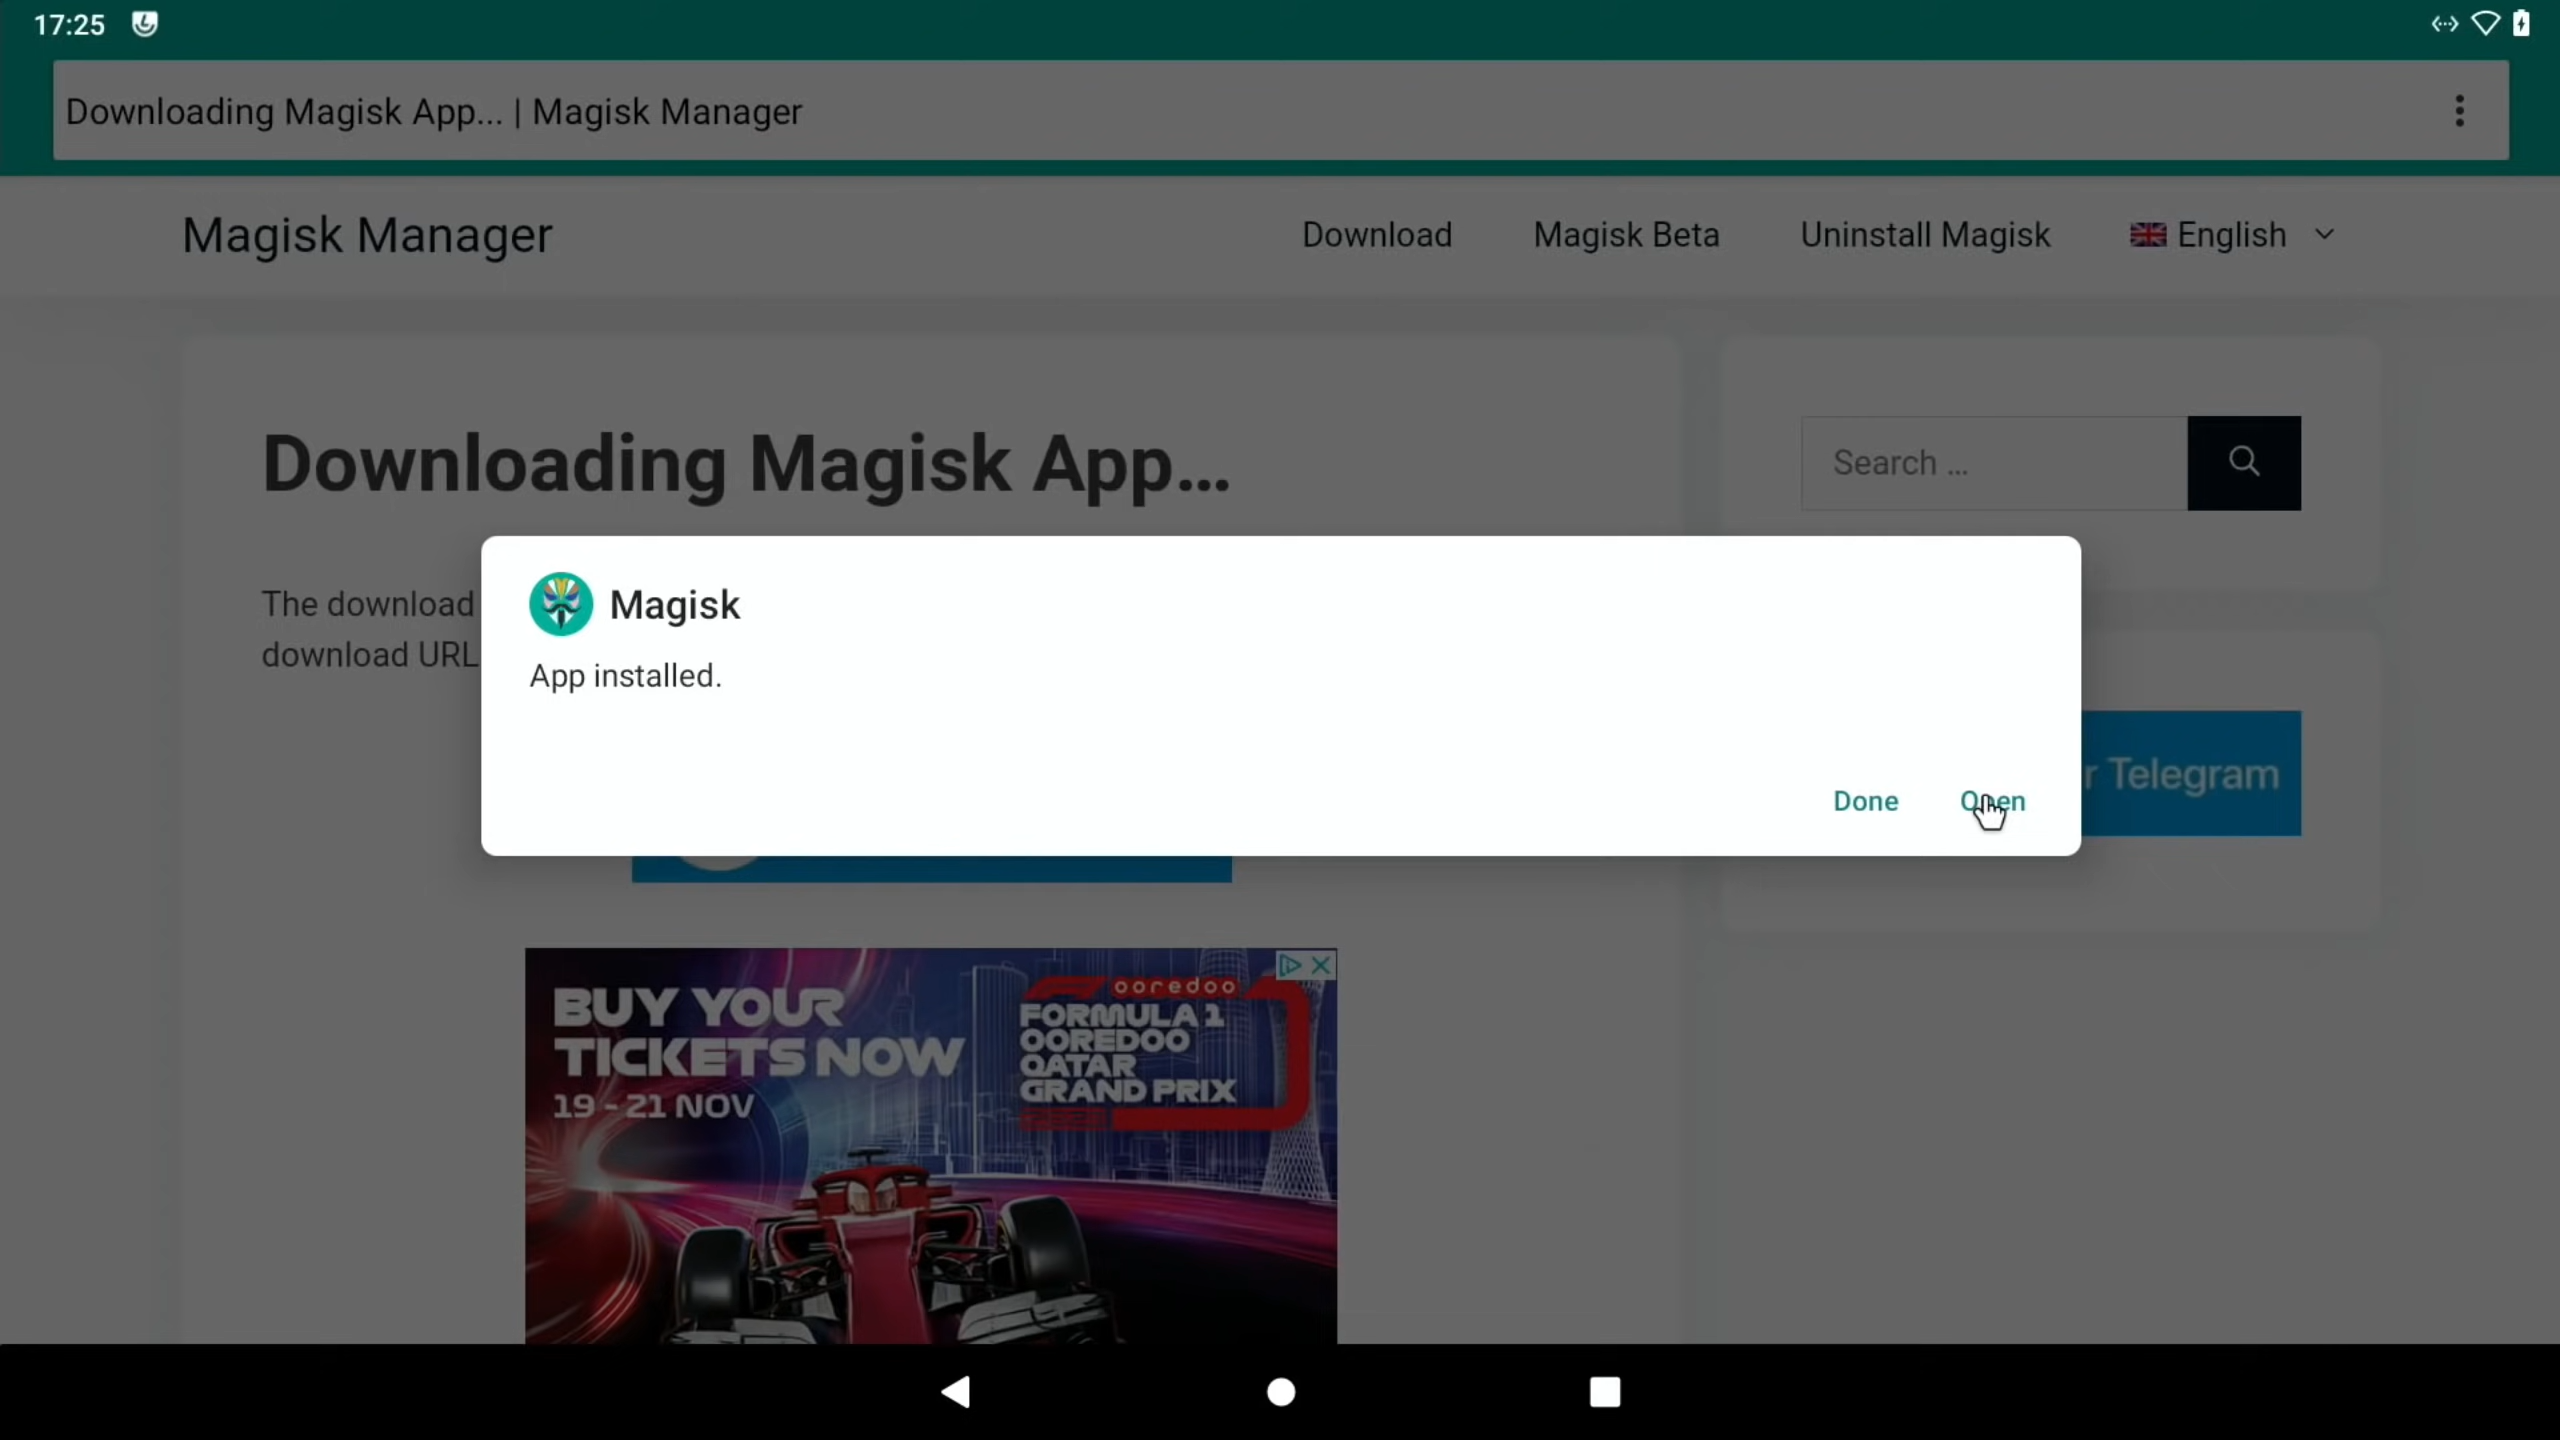 17:25
Downloading Magisk App... | Magisk Manager
Magisk Manager
Download
Magisk Beta
Uninstall Magisk
English
Downloading Magisk App...
Search ...
The download
download URL
Magisk
App installed.
Done
Open
r Telegram
BUY YOUR
TICKETS NOW
19 - 21 NOV
ooredoo
FORMULA 1
OOREDOO
QATAR
GRAND PRIX